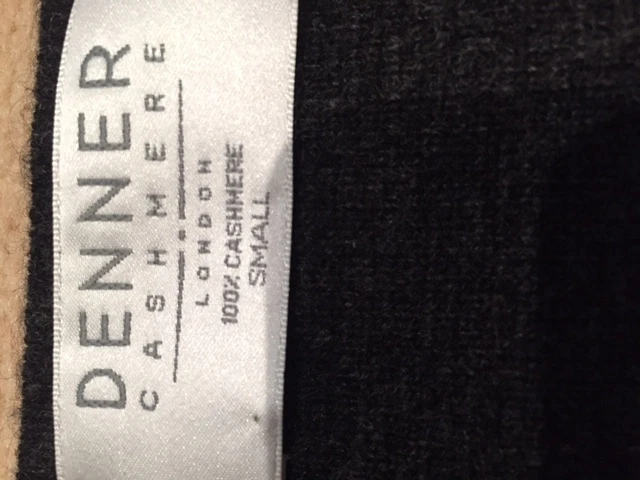 DENNER
CASHMERE
LONDON
100% CASHMERE
SMALL